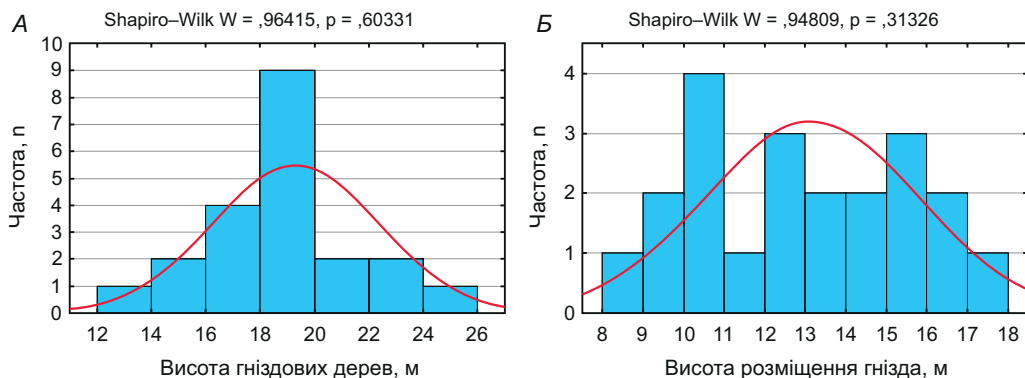 А
Shapiro–Wilk W = ,96415, p = ,60331
Частота, n
10
9
8
7
6
5
4
3
2
1
0
12 14 16 18 20 22 24 26
Висота гніздових дерев, м
Б
Shapiro–Wilk W = ,94809, p = ,31326
Частота, n
4
3
2
1
0
8 9 10 11 12 13 14 15 16 17 18
Висота розміщення гнізда, м